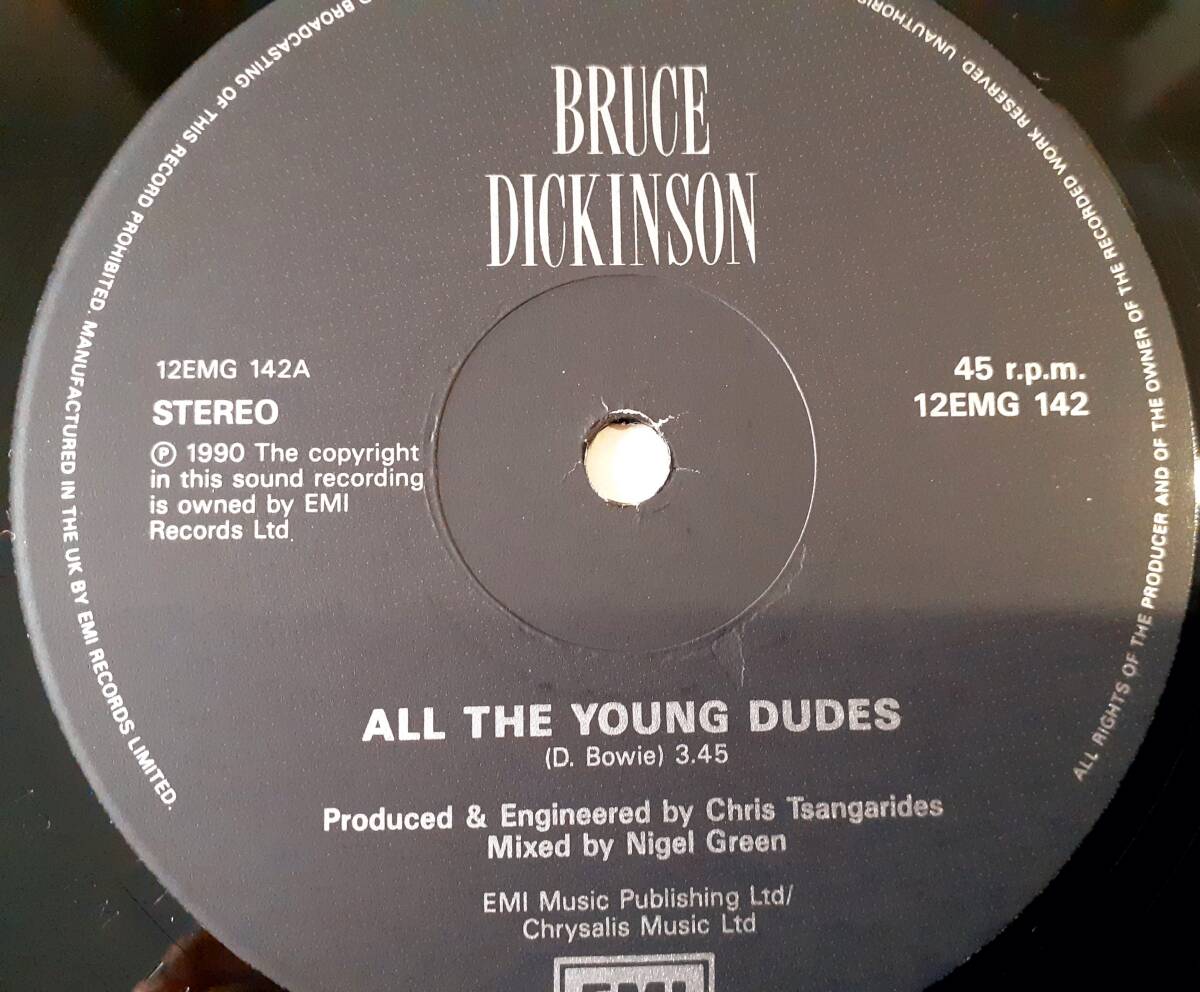 BRUCE
DICKINSON
12EMG 142A
STEREO
℗ 1990 The copyright
in this sound recording
is owned by EMI
Records Ltd.
45 r.p.m.
12EMG 142
ALL THE YOUNG DUDES
(D. Bowie) 3.45
Produced & Engineered by Chris Tsangarides
Mixed by Nigel Green
EMI Music Publishing Ltd/
Chrysalis Music Ltd
EMI
ALL RIGHTS OF THE PRODUCER AND OF THE OWNER OF THE RECORDED WORK RESERVED. UNAUTHORIS
BROADCASTING OF THIS RECORD PROHIBITED. MANUFACTURED IN THE UK BY EMI RECORDS LIMITED.